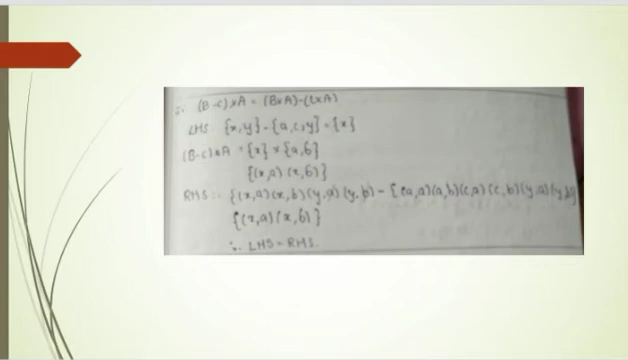 ∴ (B-C)×A = (B×A)-(C×A)
LHS {x,y}-{a,c,y}={x}
(B-C)×A = {x} × {a,b}
{(x,a) (x,b)}
RHS:- {(x,a)(x,b)(y,a)(y,b) - {(a,a)(a,b)(c,a)(c,b)(y,a)(y,b)}
{(x,a)(x,b)}
∴ LHS=RHS.